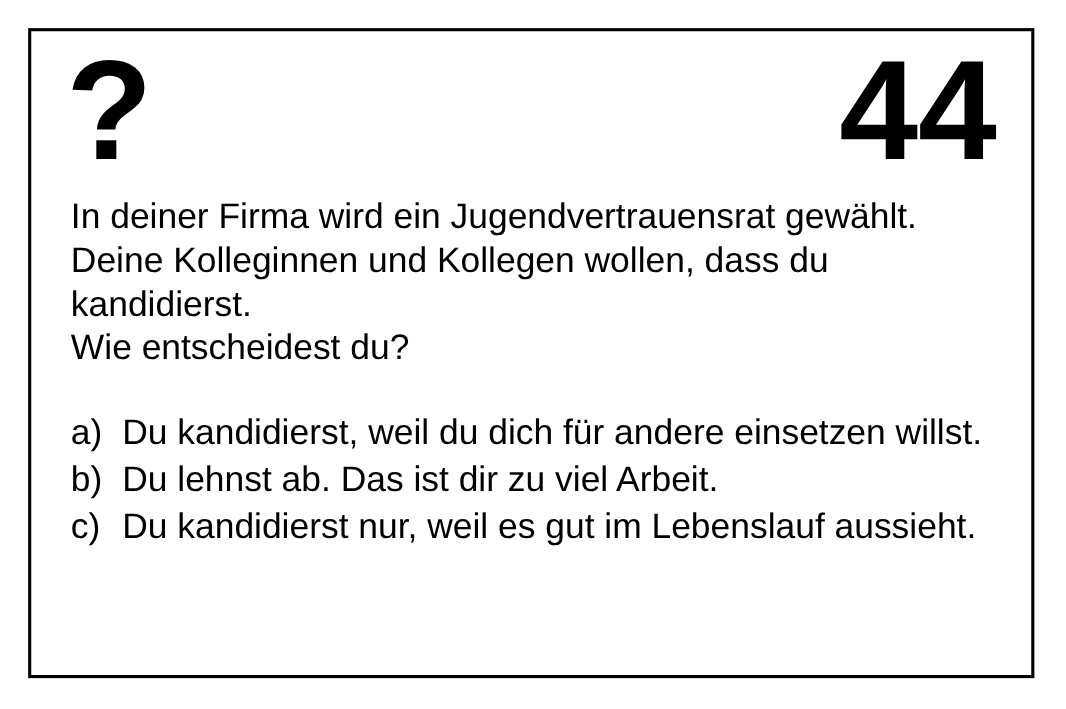 ? 44
In deiner Firma wird ein Jugendvertrauensrat gewählt.
Deine Kolleginnen und Kollegen wollen, dass du
kandidierst.
Wie entscheidest du?
a) Du kandidierst, weil du dich für andere einsetzen willst.
b) Du lehnst ab. Das ist dir zu viel Arbeit.
c) Du kandidierst nur, weil es gut im Lebenslauf aussieht.